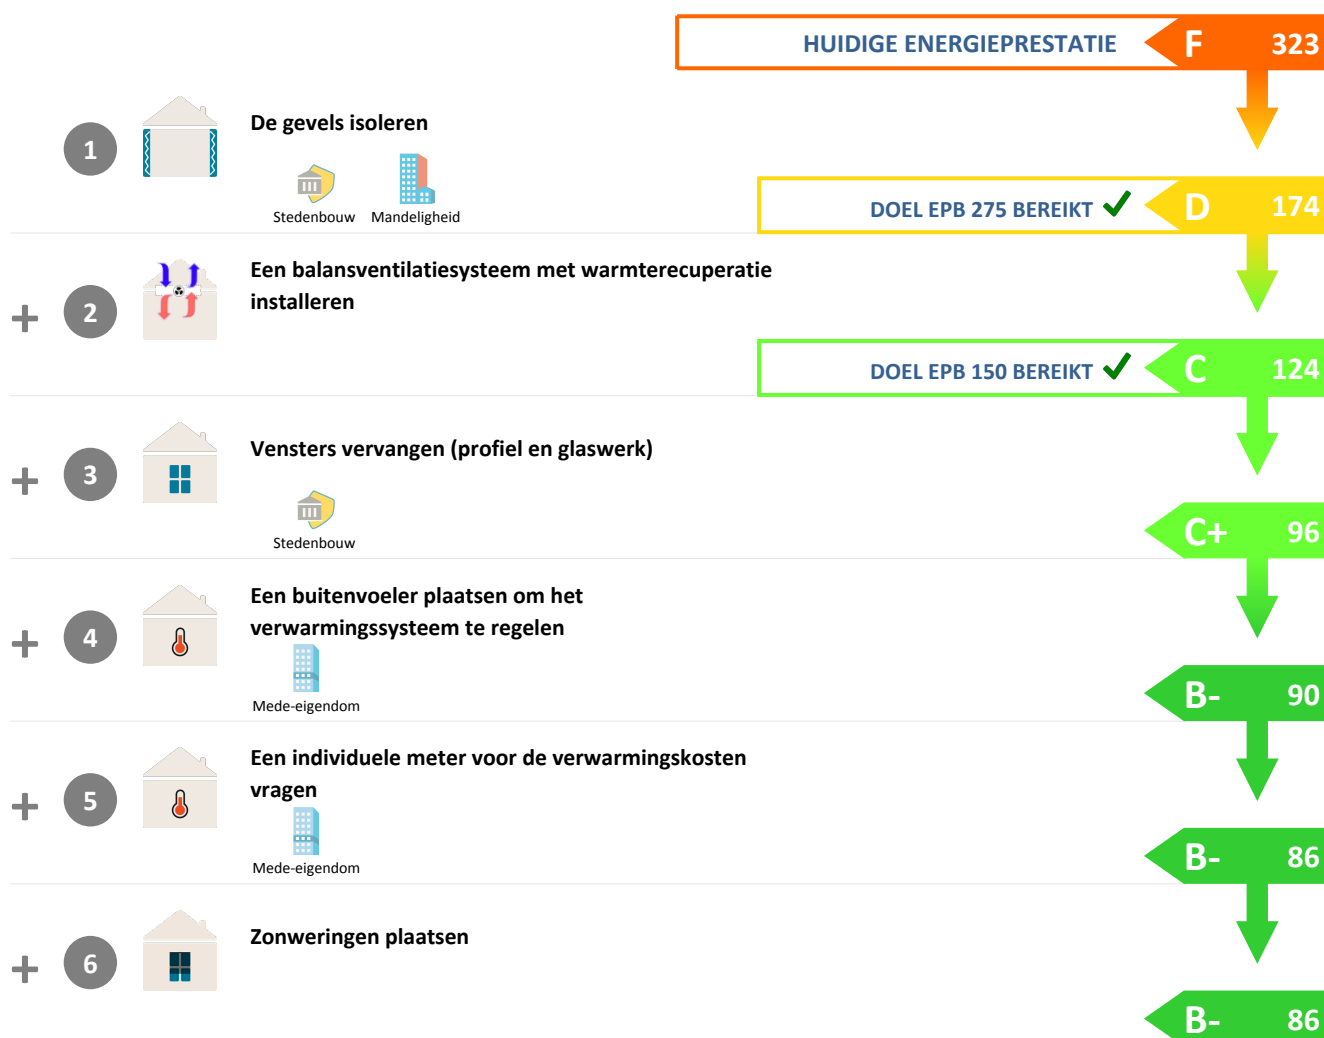 HUIDIGE ENERGIEPRESTATIE F 323
1 De gevels isoleren
Stedenbouw Mandeligheid
DOEL EPB 275 BEREIKT D 174
+ 2 Een balansventilatiesysteem met warmterecuperatie
installeren
DOEL EPB 150 BEREIKT C 124
+ 3 Vensters vervangen (profiel en glaswerk)
Stedenbouw
C+ 96
+ 4 Een buitenvoeler plaatsen om het
verwarmingssysteem te regelen
Mede-eigendom
B- 90
+ 5 Een individuele meter voor de verwarmingskosten
vragen
Mede-eigendom
B- 86
+ 6 Zonweringen plaatsen
B- 86